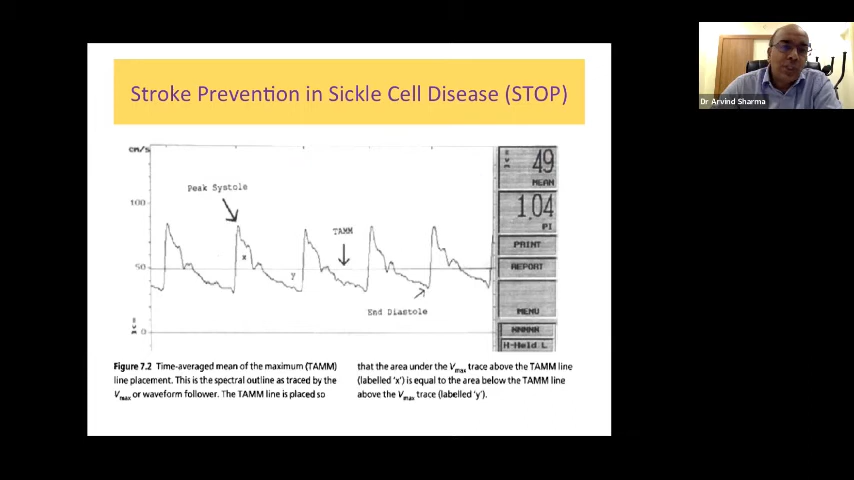 Stroke Prevention in Sickle Cell Disease (STOP)
Dr Arvind Sharma
CM/S
Peak Systole
100
TAMM
x
50
y
End Diastole
0
49
MEAN
1.04
PI
PRINT
REPORT
MENU
H-Held L
Figure 7.2 Time-averaged mean of the maximum (TAMM)
line placement. This is the spectral outline as traced by the
Vmax or waveform follower. The TAMM line is placed so
that the area under the Vmax trace above the TAMM line
(labelled 'x') is equal to the area below the TAMM line
above the Vmax trace (labelled 'y').